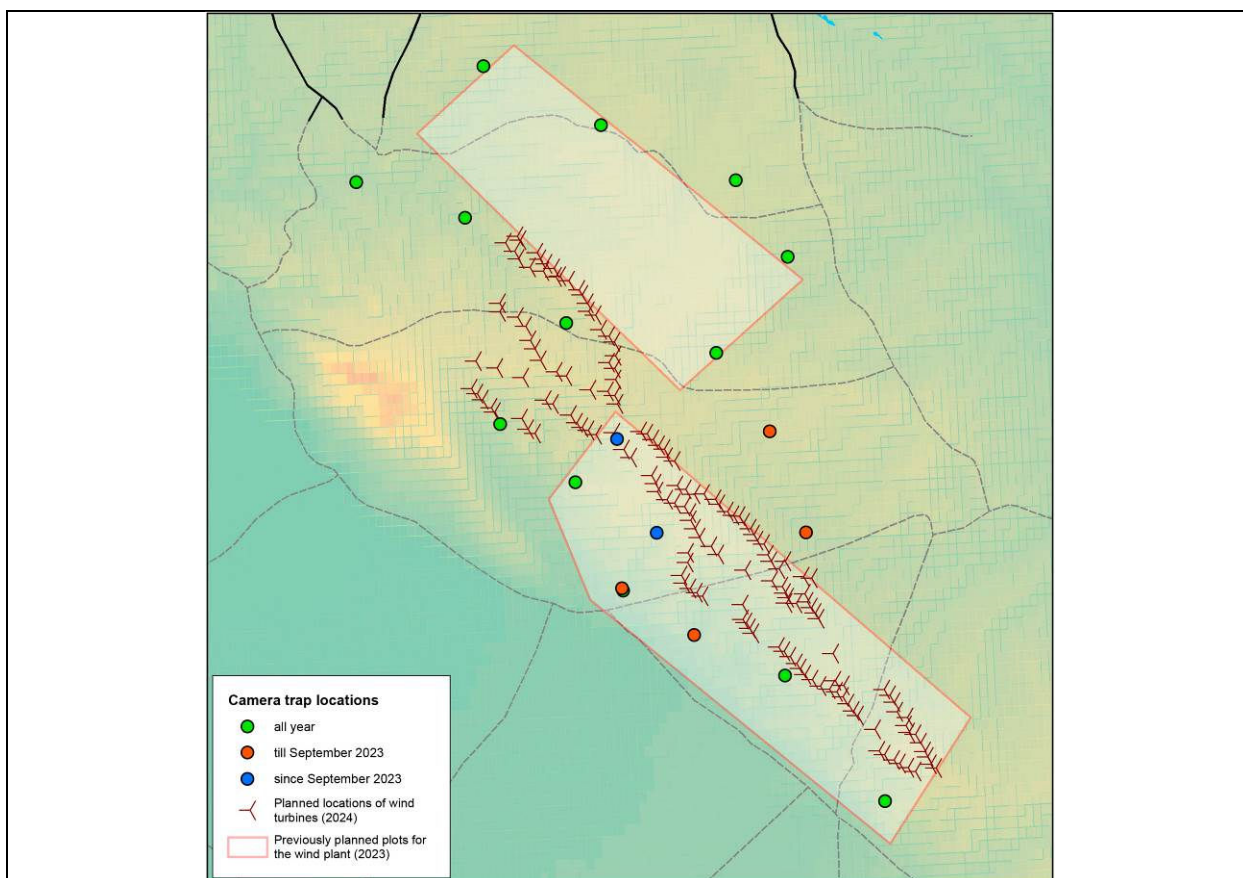 Camera trap locations
all year
till September 2023
since September 2023
Planned locations of wind
turbines (2024)
Previously planned plots for
the wind plant (2023)